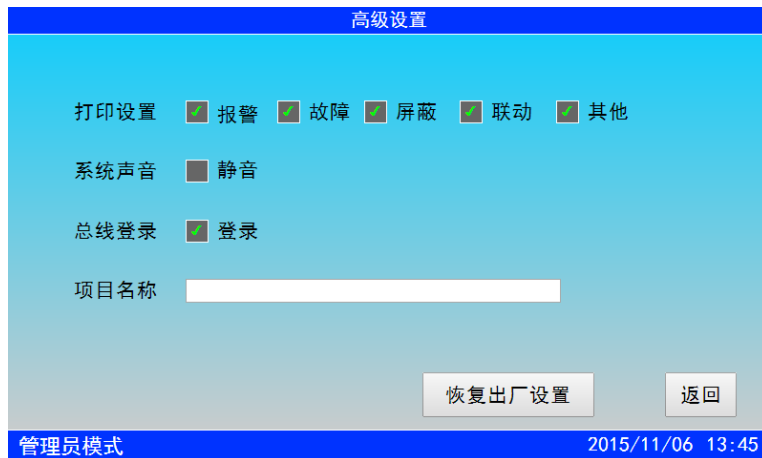 高级设置
打印设置 报警 故障 屏蔽 联动 其他
系统声音 静音
总线登录 登录
项目名称
恢复出厂设置 返回
管理员模式 2015/11/06 13:45